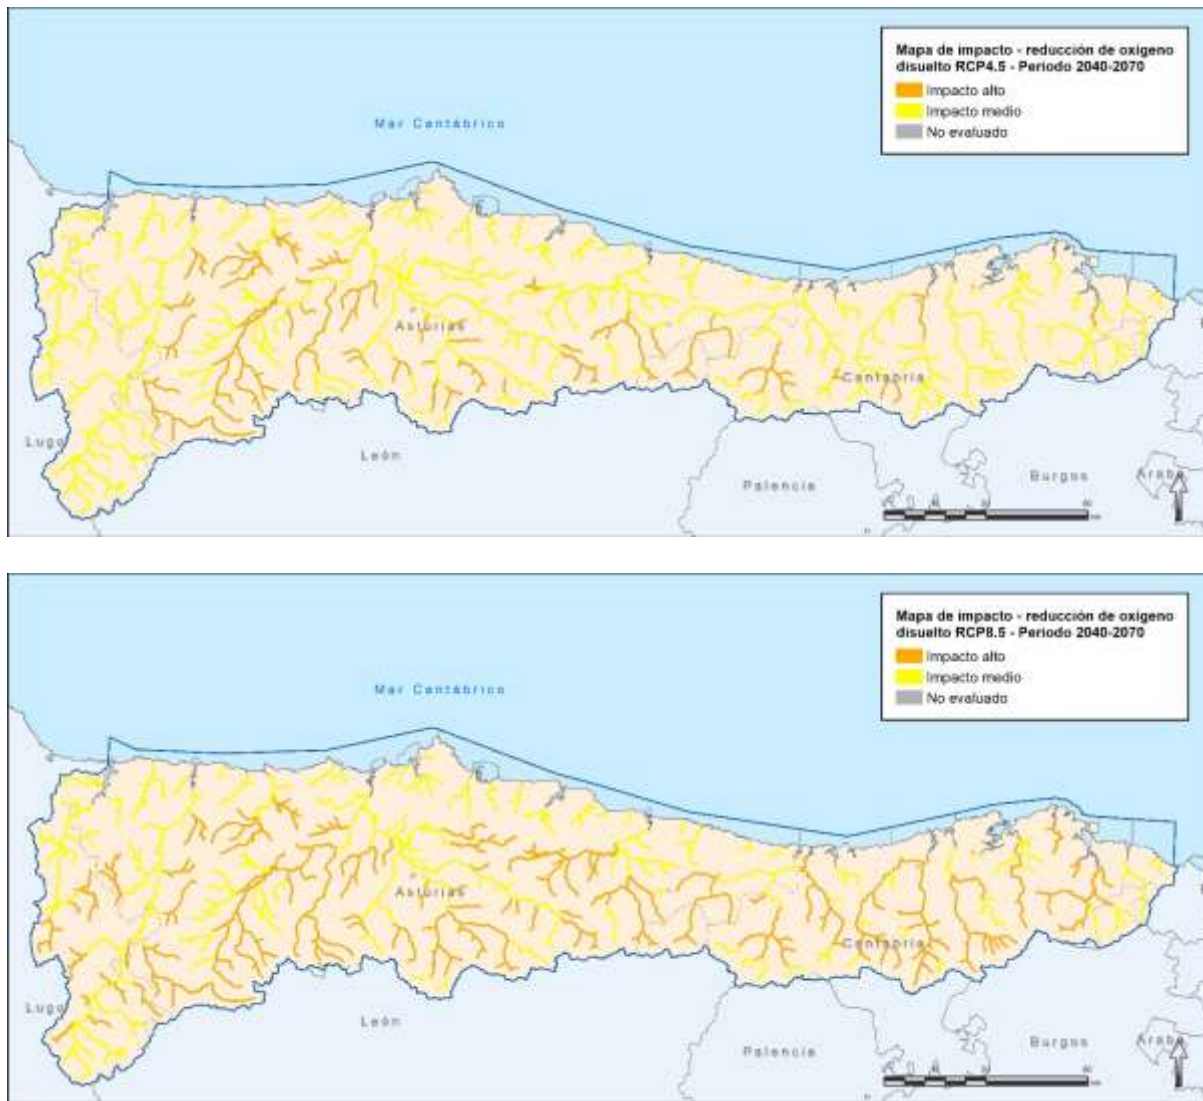 Mapa de impacto - reducción de oxígeno
disuelto RCP4.5 - Periodo 2040-2070
Impacto alto
Impacto medio
No evaluado
Mar Cantábrico
Asturias
Cantabria
Lugo
León
Palencia
Burgos
Araba
Mapa de impacto - reducción de oxígeno
disuelto RCP8.5 - Periodo 2040-2070
Impacto alto
Impacto medio
No evaluado
Mar Cantábrico
Asturias
Cantabria
Lugo
León
Palencia
Burgos
Araba